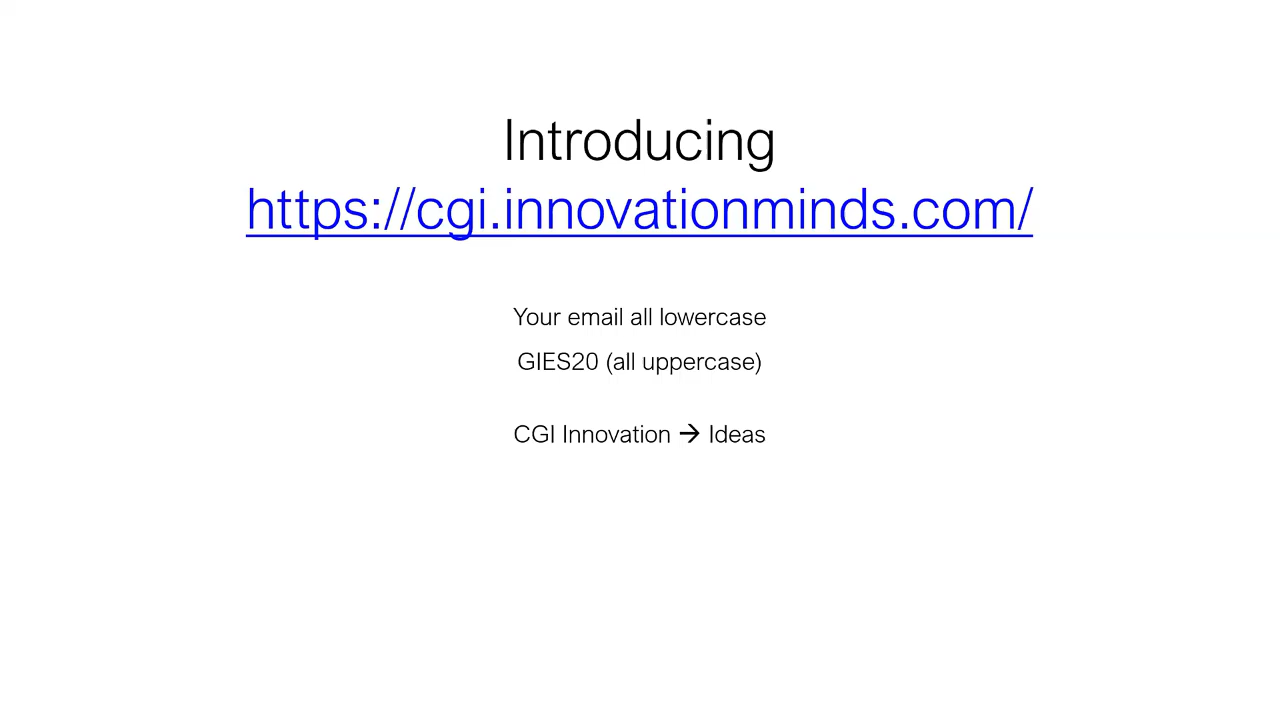 Introducing
https://cgi.innovationminds.com/
Your email all lowercase
GIES20 (all uppercase)
CGI Innovation → Ideas